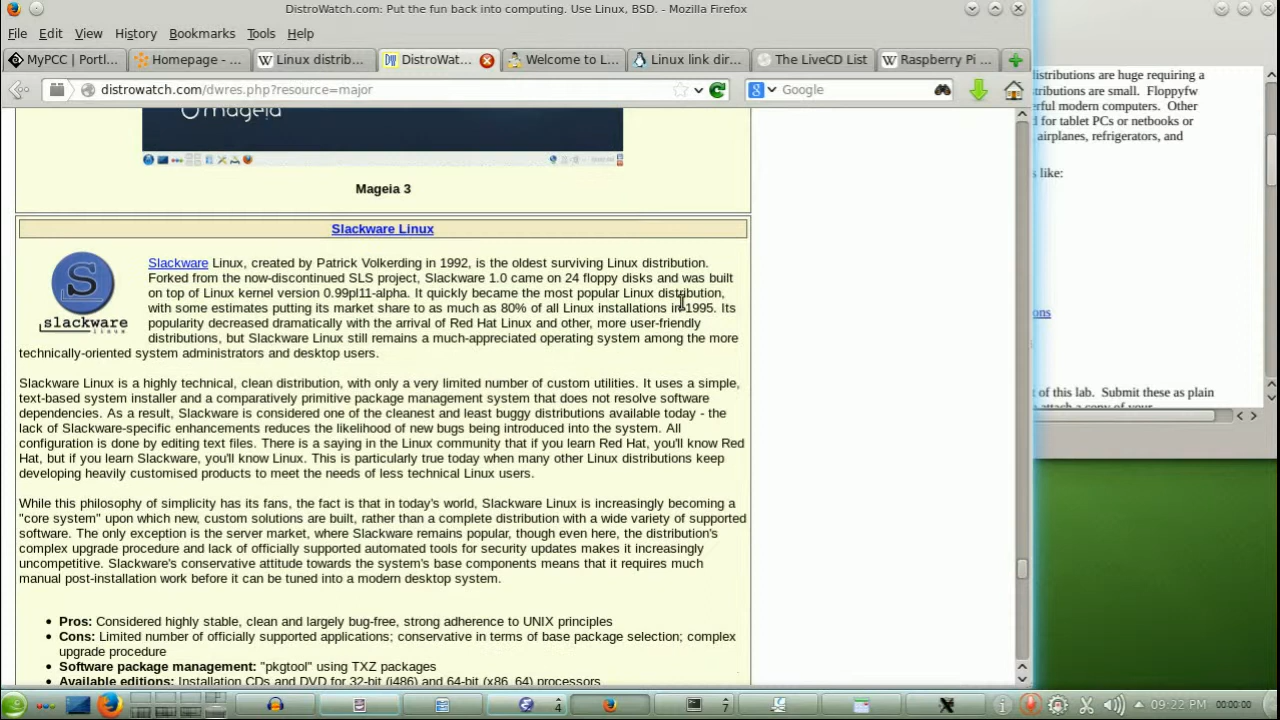 DistroWatch.com: Put the fun back into computing. Use Linux, BSD. - Mozilla Firefox
File Edit View History Bookmarks Tools Help
MyPCC | Portl... Homepage - ... Linux distrib... DistroWat... Welcome to L... Linux link dir... The LiveCD List Raspberry Pi ...
distrowatch.com/dwres.php?resource=major Google
mageia
Mageia 3
Slackware Linux
slackware
linux
Slackware Linux, created by Patrick Volkerding in 1992, is the oldest surviving Linux distribution.
Forked from the now-discontinued SLS project, Slackware 1.0 came on 24 floppy disks and was built
on top of Linux kernel version 0.99pl11-alpha. It quickly became the most popular Linux distribution,
with some estimates putting its market share to as much as 80% of all Linux installations in 1995. Its
popularity decreased dramatically with the arrival of Red Hat Linux and other, more user-friendly
distributions, but Slackware Linux still remains a much-appreciated operating system among the more
technically-oriented system administrators and desktop users.
Slackware Linux is a highly technical, clean distribution, with only a very limited number of custom utilities. It uses a simple,
text-based system installer and a comparatively primitive package management system that does not resolve software
dependencies. As a result, Slackware is considered one of the cleanest and least buggy distributions available today - the
lack of Slackware-specific enhancements reduces the likelihood of new bugs being introduced into the system. All
configuration is done by editing text files. There is a saying in the Linux community that if you learn Red Hat, you'll know Red
Hat, but if you learn Slackware, you'll know Linux. This is particularly true today when many other Linux distributions keep
developing heavily customised products to meet the needs of less technical Linux users.
While this philosophy of simplicity has its fans, the fact is that in today's world, Slackware Linux is increasingly becoming a
"core system" upon which new, custom solutions are built, rather than a complete distribution with a wide variety of supported
software. The only exception is the server market, where Slackware remains popular, though even here, the distribution's
complex upgrade procedure and lack of officially supported automated tools for security updates makes it increasingly
uncompetitive. Slackware's conservative attitude towards the system's base components means that it requires much
manual post-installation work before it can be tuned into a modern desktop system.
• Pros: Considered highly stable, clean and largely bug-free, strong adherence to UNIX principles
• Cons: Limited number of officially supported applications; conservative in terms of base package selection; complex
upgrade procedure
• Software package management: "pkgtool" using TXZ packages
• Available editions: Installation CDs and DVD for 32-bit (i486) and 64-bit (x86_64) processors
istributions are huge requiring a
tributions are small. Floppyfw
rful modern computers. Other
d for tablet PCs or netbooks or
airplanes, refrigerators, and
s like:
ons
t of this lab. Submit these as plain
attach a copy of your
4 7 09:22 PM 00:00:00